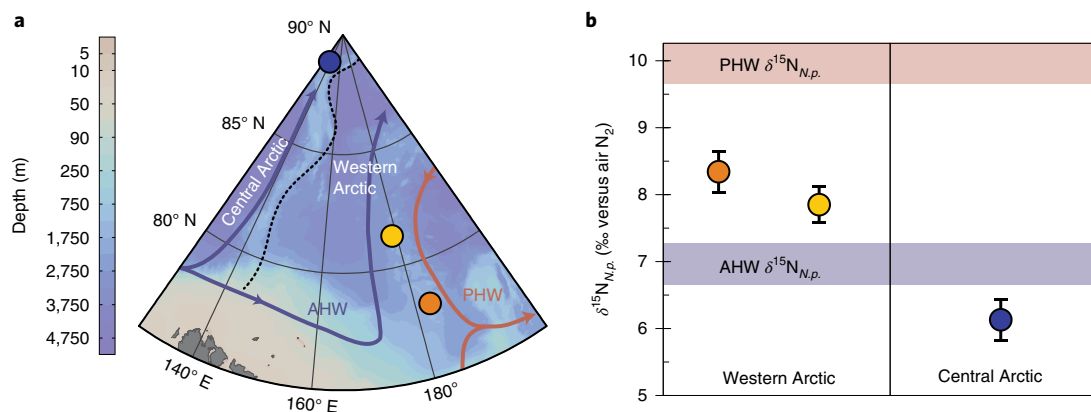 a
90° N
85° N
80° N
Depth (m)
5
10
50
90
250
750
1,750
2,750
3,750
4,750
Central Arctic
Western
Arctic
AHW
PHW
140° E
160° E
180°
b
δ¹⁵N_N.p. (‰ versus air N₂)
10
9
8
7
6
5
PHW δ¹⁵N_N.p.
AHW δ¹⁵N_N.p.
Western Arctic
Central Arctic